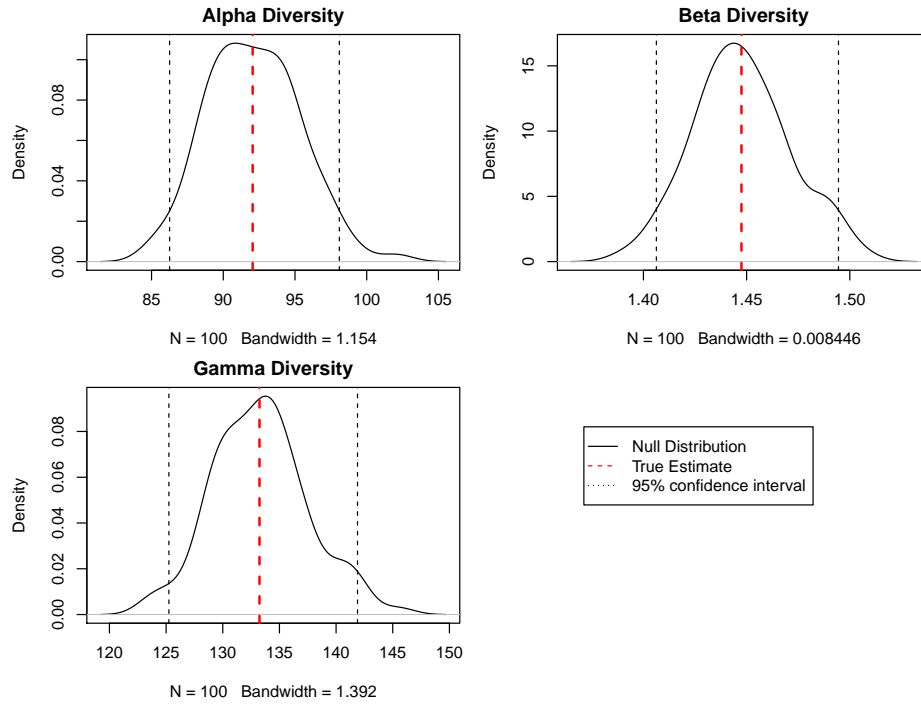 Alpha Diversity
Density
0.00
0.04
0.08
85 90 95 100 105
N = 100 Bandwidth = 1.154
Beta Diversity
Density
0
5
10
15
1.40 1.45 1.50
N = 100 Bandwidth = 0.008446
Gamma Diversity
Density
0.00
0.02
0.04
0.06
0.08
120 125 130 135 140 145 150
N = 100 Bandwidth = 1.392
Null Distribution
True Estimate
95% confidence interval